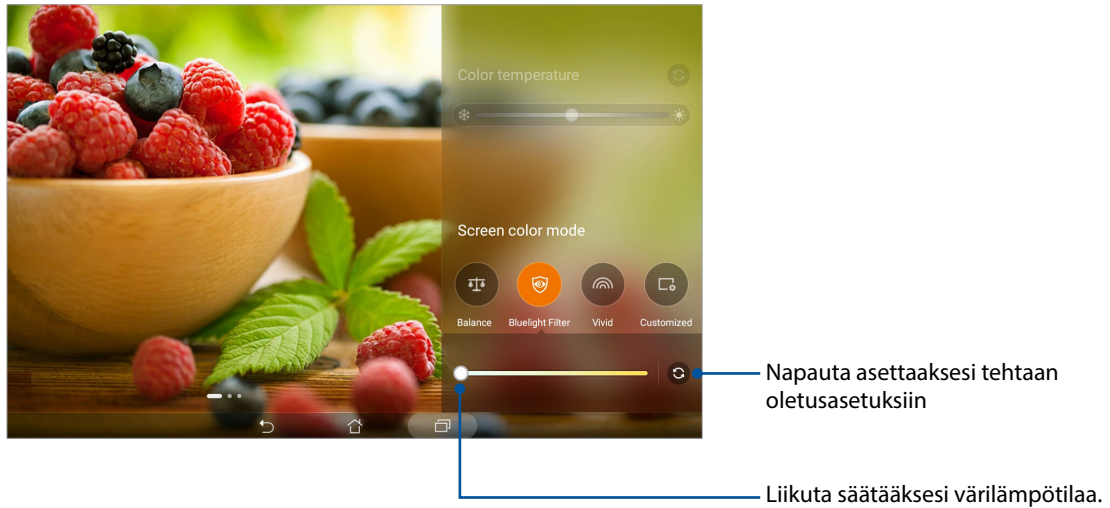 Color temperature
Screen color mode
Balance Bluelight Filter Vivid Customized
Napauta asettaaksesi tehtaan
oletusasetuksiin
Liikuta säätääksesi värilämpötilaa.